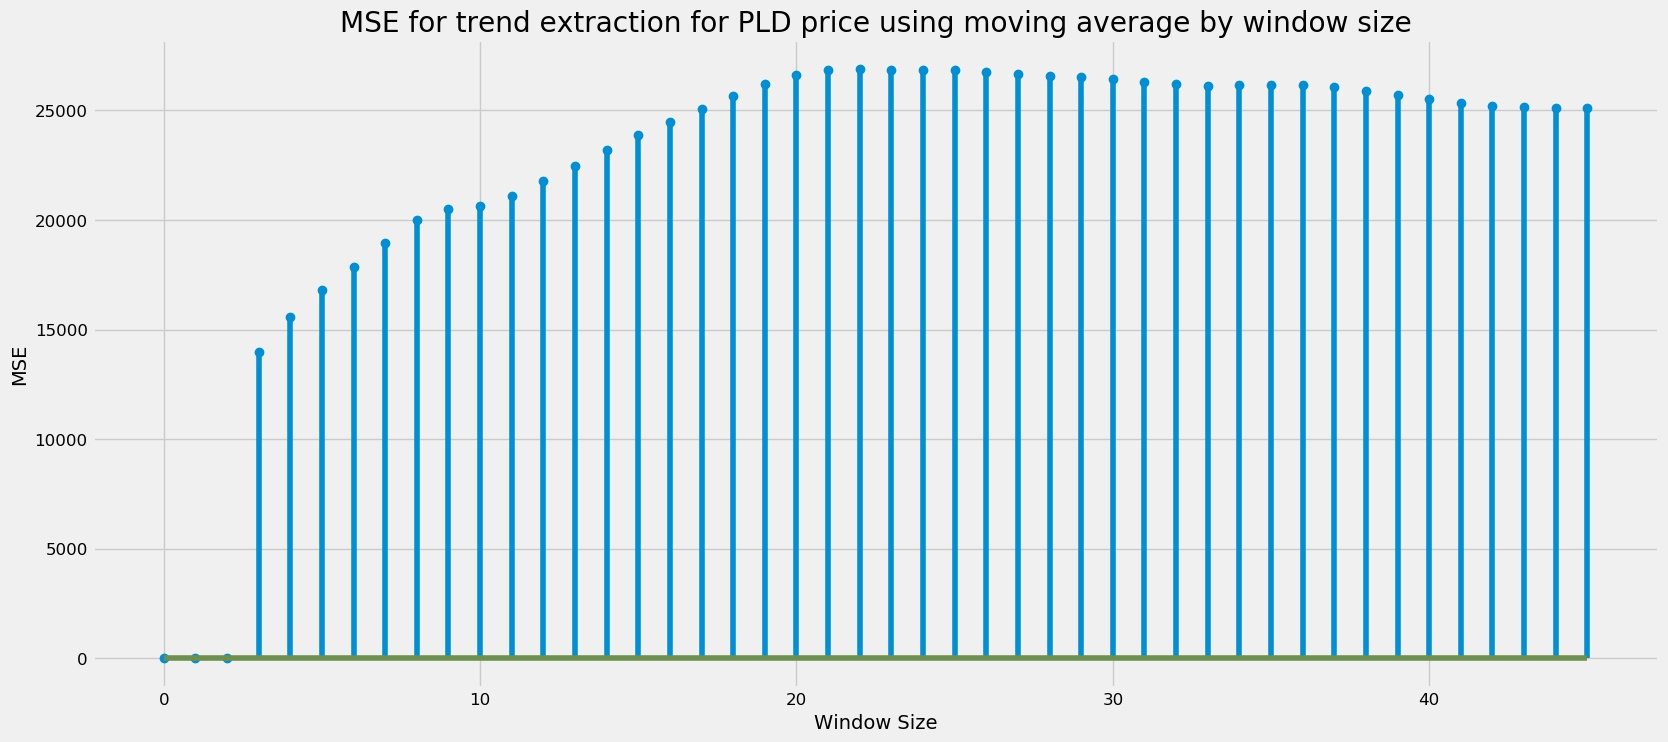 MSE for trend extraction for PLD price using moving average by window size
25000
20000
15000
10000
5000
0
MSE
0 10 20 30 40
Window Size